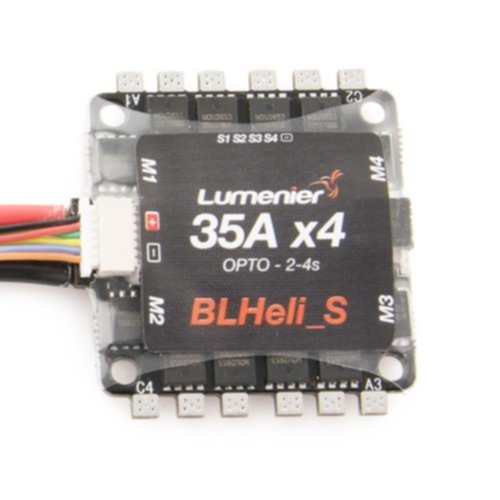 A1
C2
S1 S2 S3 S4 -
M1
M4
Lumenier
+
35A x4
-
OPTO - 2-4s
M2
BLHeli_S
M3
C4
A3